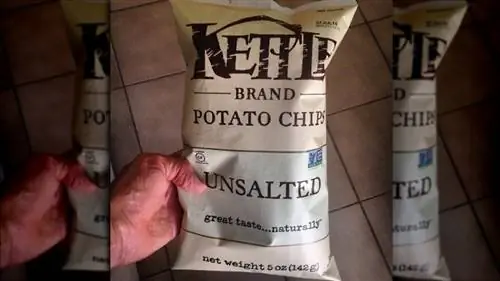 KETTLE
BRAND
POTATO CHIPS
UNSALTED
great taste...naturally
net weight 5 oz (142g)